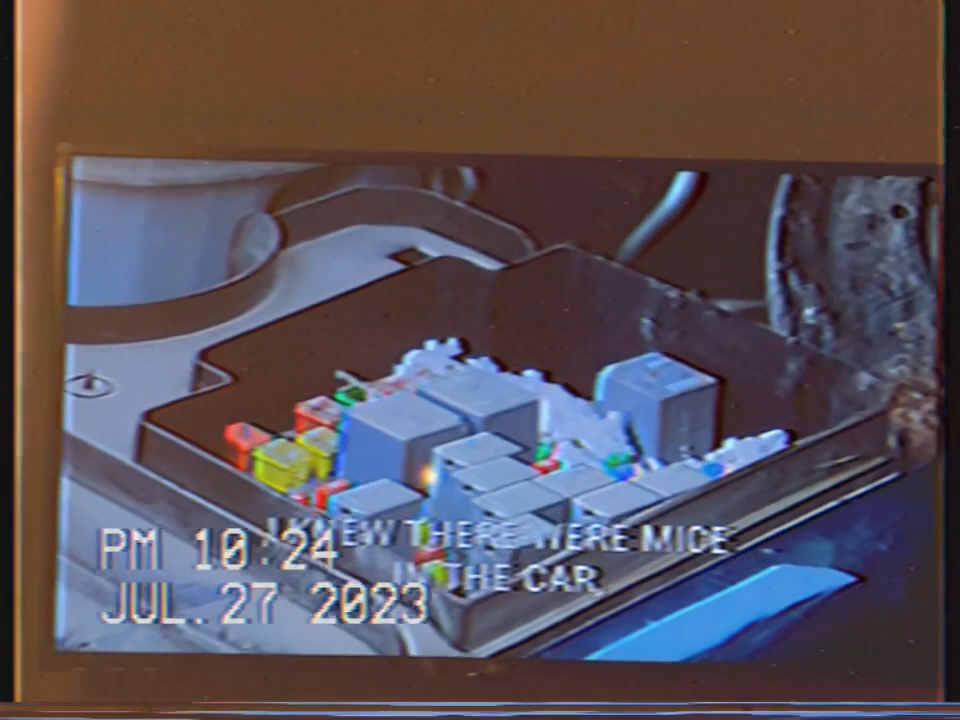 I KNEW THERE WERE MICE
IN THE CAR
PM 10:24
JUL. 27 2023